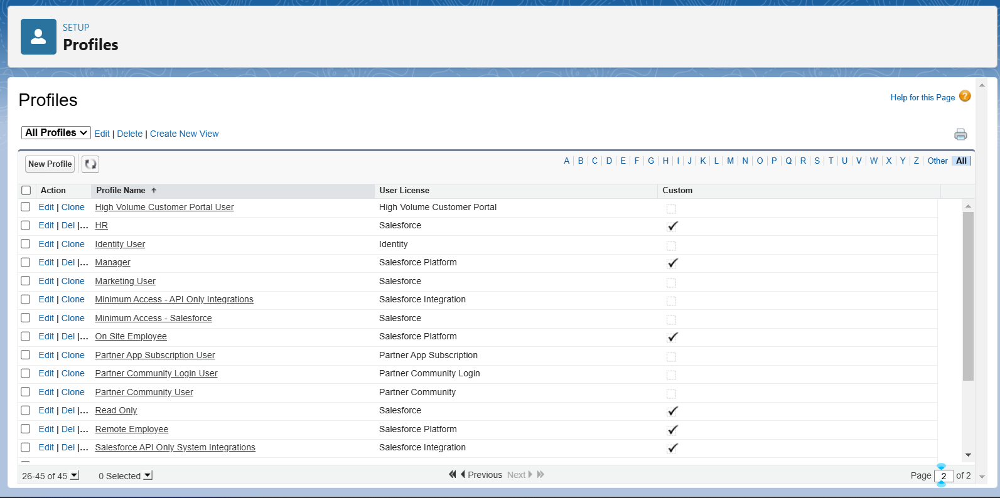 SETUP
Profiles
Profiles
Help for this Page ?
All Profiles Edit | Delete | Create New View
New Profile A | B | C | D | E | F | G | H | I | J | K | L | M | N | O | P | Q | R | S | T | U | V | W | X | Y | Z | Other | All |
Action Profile Name ↑ User License Custom
Edit | Clone High Volume Customer Portal User High Volume Customer Portal
Edit | Del |... HR Salesforce
Edit | Clone Identity User Identity
Edit | Del |... Manager Salesforce Platform
Edit | Clone Marketing User Salesforce
Edit | Clone Minimum Access - API Only Integrations Salesforce Integration
Edit | Clone Minimum Access - Salesforce Salesforce
Edit | Del |... On Site Employee Salesforce Platform
Edit | Clone Partner App Subscription User Partner App Subscription
Edit | Clone Partner Community Login User Partner Community Login
Edit | Clone Partner Community User Partner Community
Edit | Del |... Read Only Salesforce
Edit | Del |... Remote Employee Salesforce Platform
Edit | Del |... Salesforce API Only System Integrations Salesforce Integration
26-45 of 45 0 Selected Previous Next Page 2 of 2